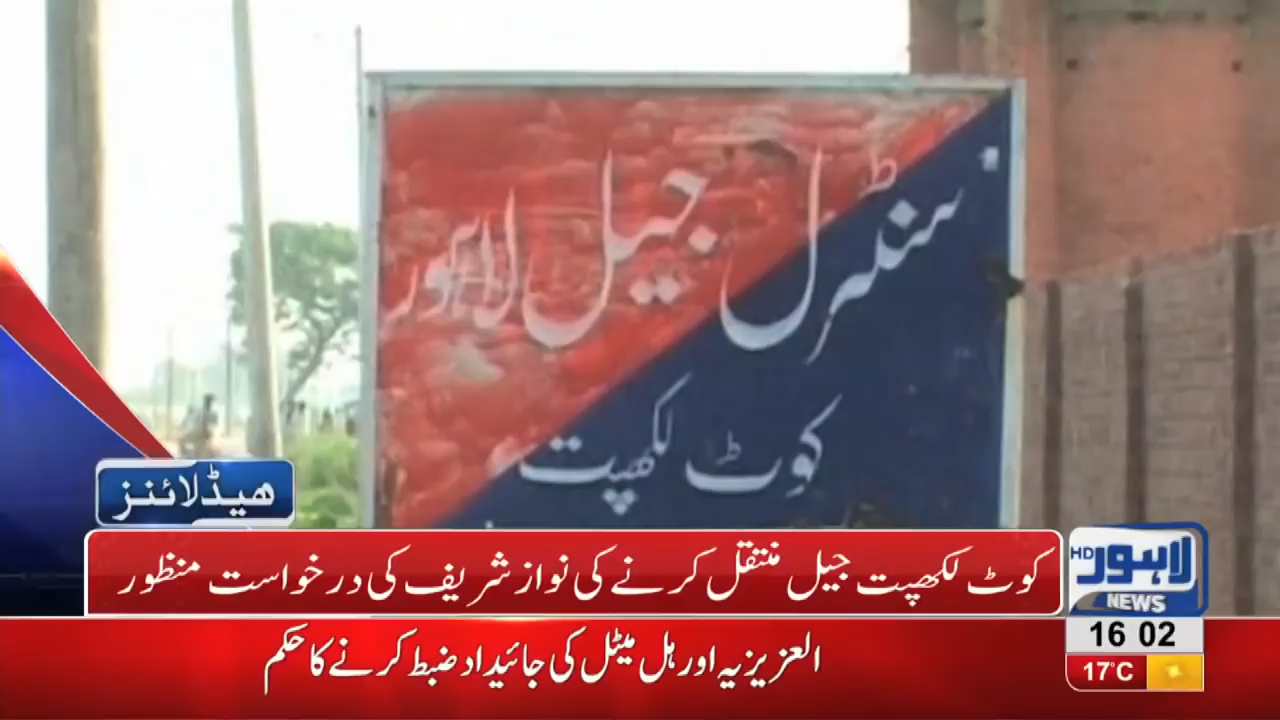 سنٹرل جیل لاہور
کوٹ لکھپت
ھیڈلائنز
کوٹ لکھپت جیل منتقل کرنے کی نواز شریف کی درخواست منظور
العزیزیہ اور ہل میٹل کی جائیداد ضبط کرنے کا حکم
HD لاہور
NEWS
16 02
17°C